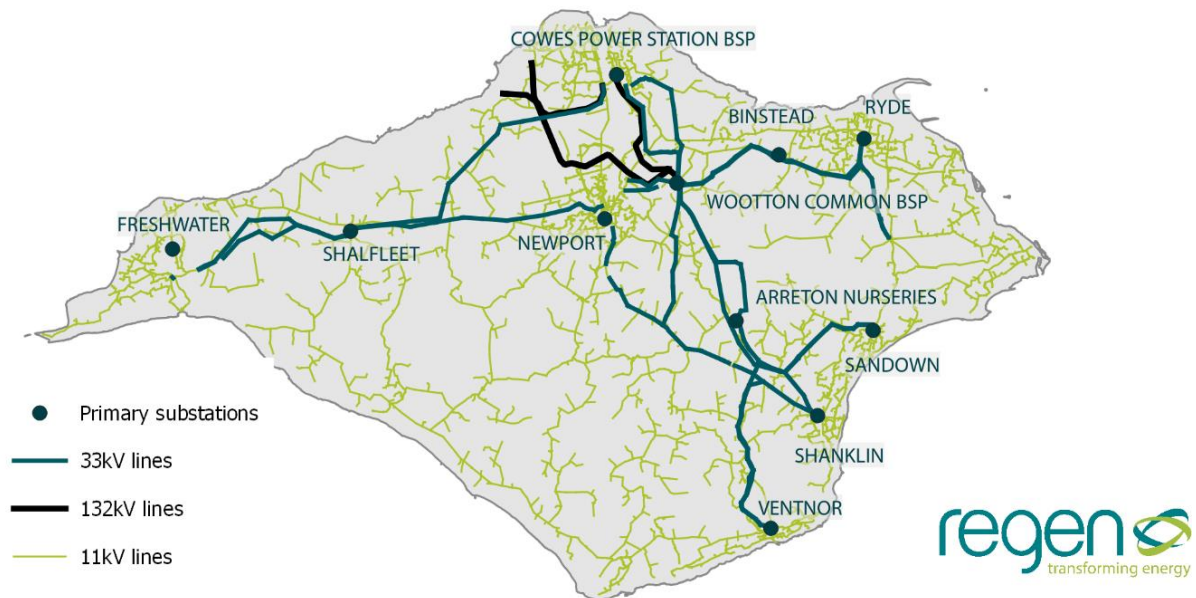 COWES POWER STATION BSP
BINSTEAD
RYDE
WOOTTON COMMON BSP
FRESHWATER
SHALFLEET
NEWPORT
ARRETON NURSERIES
SANDOWN
SHANKLIN
VENTNOR
Primary substations
33kV lines
132kV lines
11kV lines
regen
transforming energy